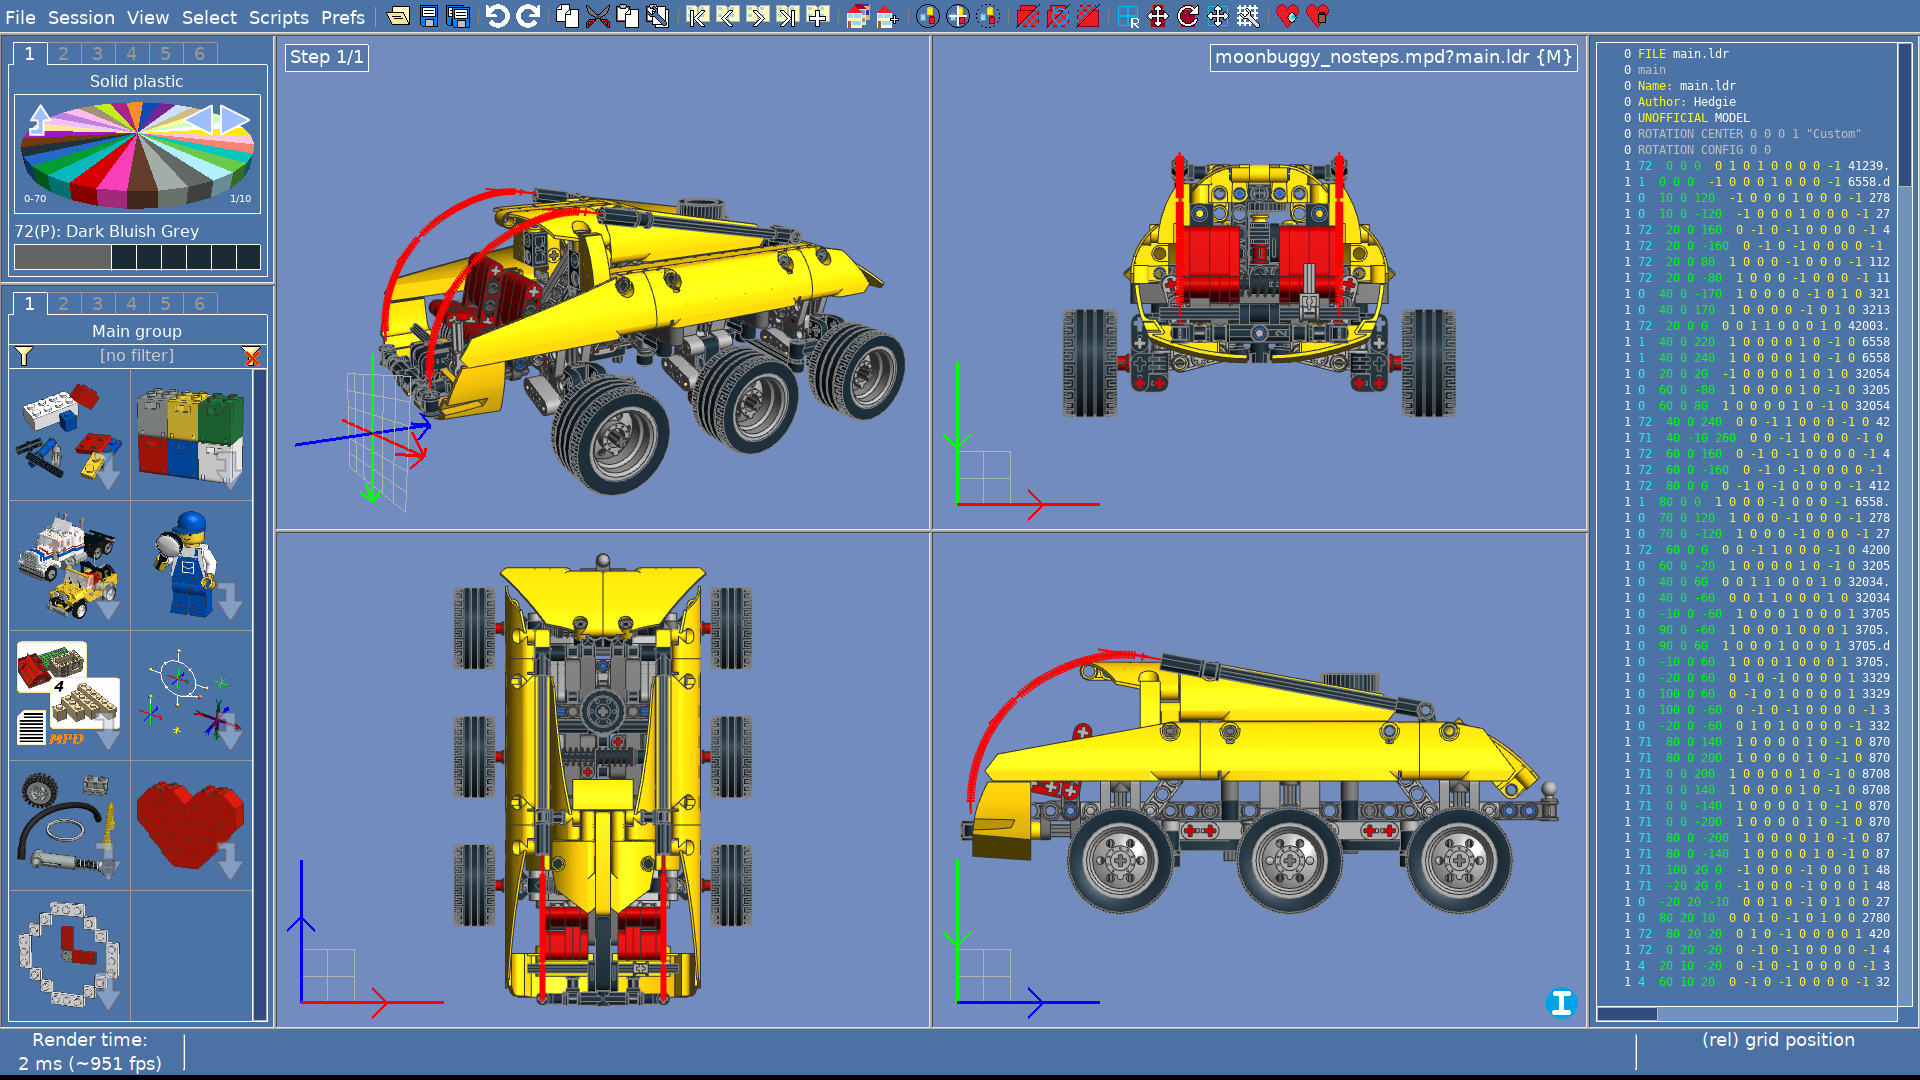 File Session View Select Scripts Prefs
1 2 3 4 5 6
Solid plastic
0-70 1/10
72(P): Dark Bluish Grey
1 2 3 4 5 6
Main group
[no filter]
4
MPD
Step 1/1
moonbuggy_nosteps.mpd?main.ldr {M}
R
0 FILE main.ldr
0 main
0 Name: main.ldr
0 Author: Hedgie
0 UNOFFICIAL MODEL
0 ROTATION CENTER 0 0 0 1 "Custom"
0 ROTATION CONFIG 0 0
1 72 0 0 0 0 1 0 1 0 0 0 0 -1 41239.
1 1 0 0 0 -1 0 0 0 1 0 0 0 -1 6558.d
1 0 10 0 120 -1 0 0 0 1 0 0 0 -1 278
1 0 10 0 -120 -1 0 0 0 1 0 0 0 -1 27
1 72 20 0 160 0 -1 0 -1 0 0 0 0 -1 4
1 72 20 0 -160 0 -1 0 -1 0 0 0 0 -1
1 72 20 0 80 1 0 0 0 -1 0 0 0 -1 112
1 72 20 0 -80 1 0 0 0 -1 0 0 0 -1 11
1 0 40 0 -170 1 0 0 0 0 -1 0 1 0 321
1 0 40 0 170 1 0 0 0 0 -1 0 1 0 3213
1 72 20 0 0 0 0 1 1 0 0 0 1 0 42003.
1 1 40 0 220 1 0 0 0 1 0 0 0 1 6558
1 1 40 0 240 1 0 0 0 1 0 0 0 1 6558
1 0 20 0 20 -1 0 0 0 0 1 0 1 0 32054
1 0 60 0 -80 1 0 0 0 0 1 0 -1 0 3205
1 0 60 0 80 1 0 0 0 0 1 0 -1 0 32054
1 72 40 0 240 0 0 -1 1 0 0 0 -1 0 42
1 71 40 -10 260 0 0 -1 1 0 0 0 -1 0
1 72 60 0 160 0 -1 0 -1 0 0 0 0 -1 4
1 72 60 0 -160 0 -1 0 -1 0 0 0 0 -1
1 72 80 0 0 0 -1 0 -1 0 0 0 0 -1 412
1 1 80 0 0 1 0 0 0 -1 0 0 0 -1 6558.
1 0 70 0 120 1 0 0 0 -1 0 0 0 -1 278
1 0 70 0 -120 1 0 0 0 -1 0 0 0 -1 27
1 72 60 0 0 0 0 -1 1 0 0 0 -1 0 4200
1 0 60 0 -20 1 0 0 0 0 1 0 -1 0 3205
1 0 40 0 60 0 0 1 1 0 0 0 1 0 32034.
1 0 40 0 -60 0 0 1 1 0 0 0 1 0 32034
1 0 -10 0 -60 1 0 0 0 1 0 0 0 1 3705
1 0 90 0 -60 1 0 0 0 1 0 0 0 1 3705.
1 0 90 0 60 1 0 0 0 1 0 0 0 1 3705.d
1 0 -10 0 60 1 0 0 0 1 0 0 0 1 3705.
1 0 -20 0 60 0 1 0 -1 0 0 0 0 1 3329
1 0 100 0 60 0 -1 0 1 0 0 0 0 1 3329
1 0 100 0 -60 0 -1 0 1 0 0 0 0 1 3
1 0 -20 0 -60 0 1 0 1 0 0 0 0 -1 332
1 71 80 0 140 1 0 0 0 0 1 0 -1 0 870
1 71 80 0 200 1 0 0 0 0 1 0 -1 0 870
1 71 0 0 200 1 0 0 0 0 1 0 -1 0 8708
1 71 0 0 140 1 0 0 0 0 1 0 -1 0 8708
1 71 0 0 -140 1 0 0 0 0 1 0 -1 0 870
1 71 0 0 -200 1 0 0 0 0 1 0 -1 0 870
1 71 80 0 -200 1 0 0 0 0 1 0 -1 0 87
1 71 80 0 -140 1 0 0 0 0 1 0 -1 0 87
1 71 100 20 0 -1 0 0 0 -1 0 0 0 1 48
1 71 -20 20 0 -1 0 0 0 -1 0 0 0 1 48
1 0 -20 20 -10 0 0 1 0 -1 0 1 0 0 27
1 0 80 20 10 0 0 1 0 -1 0 1 0 0 2780
1 72 80 20 20 0 1 0 -1 0 0 0 0 1 420
1 72 0 20 -20 0 -1 0 -1 0 0 0 0 -1 4
1 4 20 10 -20 0 -1 0 -1 0 0 0 0 -1 3
1 4 60 10 20 0 -1 0 -1 0 0 0 0 -1 32
Render time:
2 ms (~951 fps)
(rel) grid position